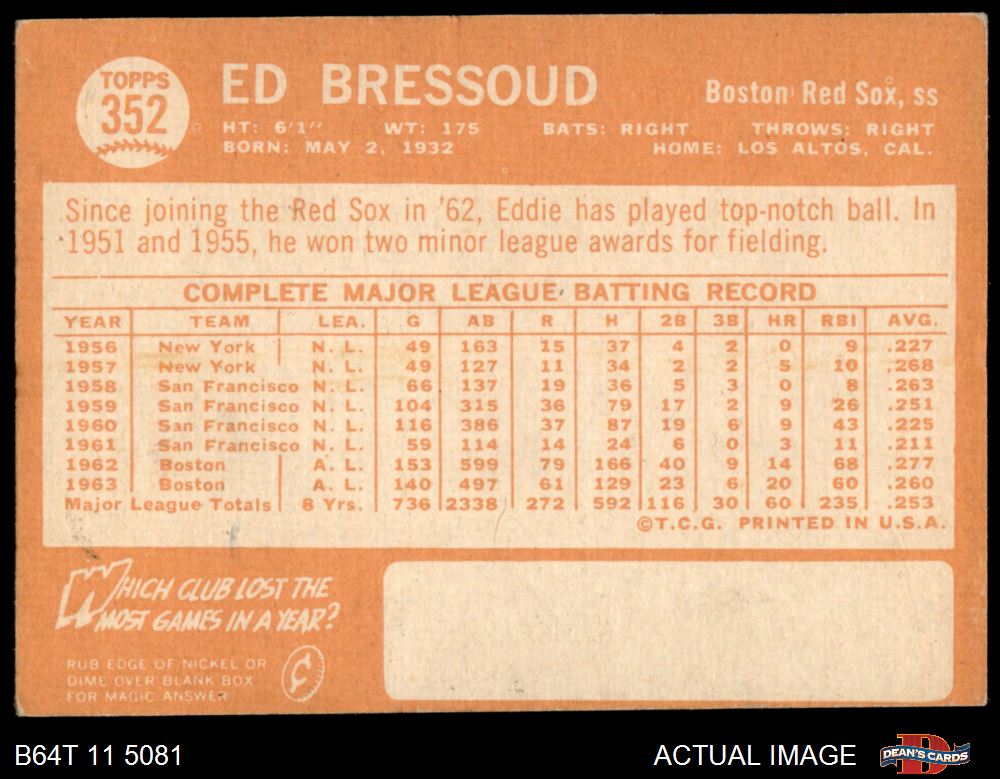 TOPPS
352
ED BRESSOUD
Boston Red Sox, ss
HT: 6'1" WT: 175 BATS: RIGHT THROWS: RIGHT
BORN: MAY 2, 1932 HOME: LOS ALTOS, CAL.
Since joining the Red Sox in '62, Eddie has played top-notch ball. In
1951 and 1955, he won two minor league awards for fielding.
COMPLETE MAJOR LEAGUE BATTING RECORD
YEAR TEAM LEA. G AB R H 2B 3B HR RBI AVG.
1956 New York N. L. 49 163 15 37 4 2 0 9 .227
1957 New York N. L. 49 127 11 34 2 2 5 10 .268
1958 San Francisco N. L. 66 137 19 36 5 3 0 8 .263
1959 San Francisco N. L. 104 315 36 79 17 2 9 26 .251
1960 San Francisco N. L. 116 386 37 87 19 6 9 43 .225
1961 San Francisco N. L. 59 114 14 24 6 0 3 11 .211
1962 Boston A. L. 153 599 79 166 40 9 14 68 .277
1963 Boston A. L. 140 497 61 129 23 6 20 60 .260
Major League Totals 8 Yrs. 736 2338 272 592 116 30 60 235 .253
©T.C.G. PRINTED IN U.S.A.
WHICH CLUB LOST THE
MOST GAMES IN A YEAR?
RUB EDGE OF NICKEL OR
DIME OVER BLANK BOX
FOR MAGIC ANSWER
¢
B64T 11 5081
ACTUAL IMAGE
D
DEAN'S CARDS